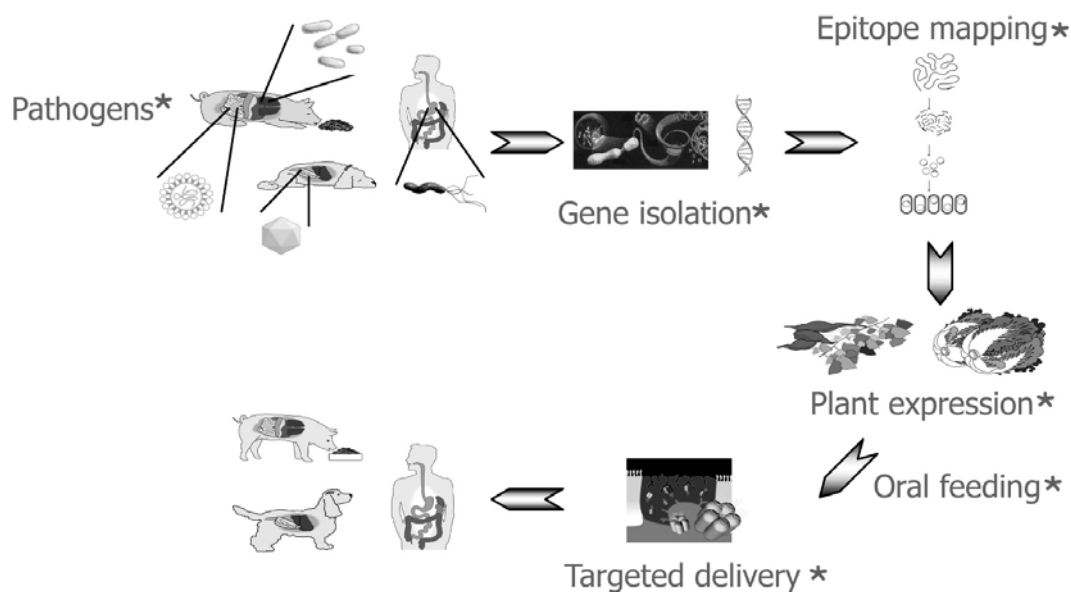 Epitope mapping*
Pathogens*
Gene isolation*
Plant expression*
Oral feeding*
Targeted delivery *